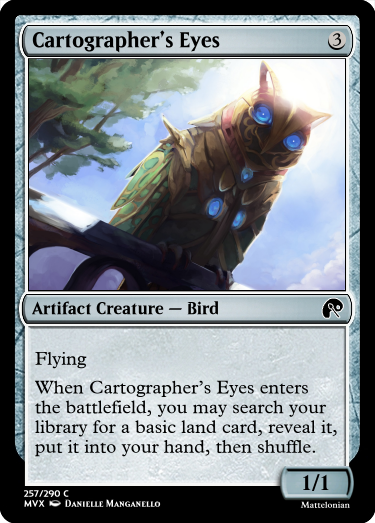 Cartographer's Eyes 3
Artifact Creature — Bird
Flying
When Cartographer's Eyes enters
the battlefield, you may search your
library for a basic land card, reveal it,
put it into your hand, then shuffle.
1/1
257/290 C
MVX Danielle Manganello
Mattelonian